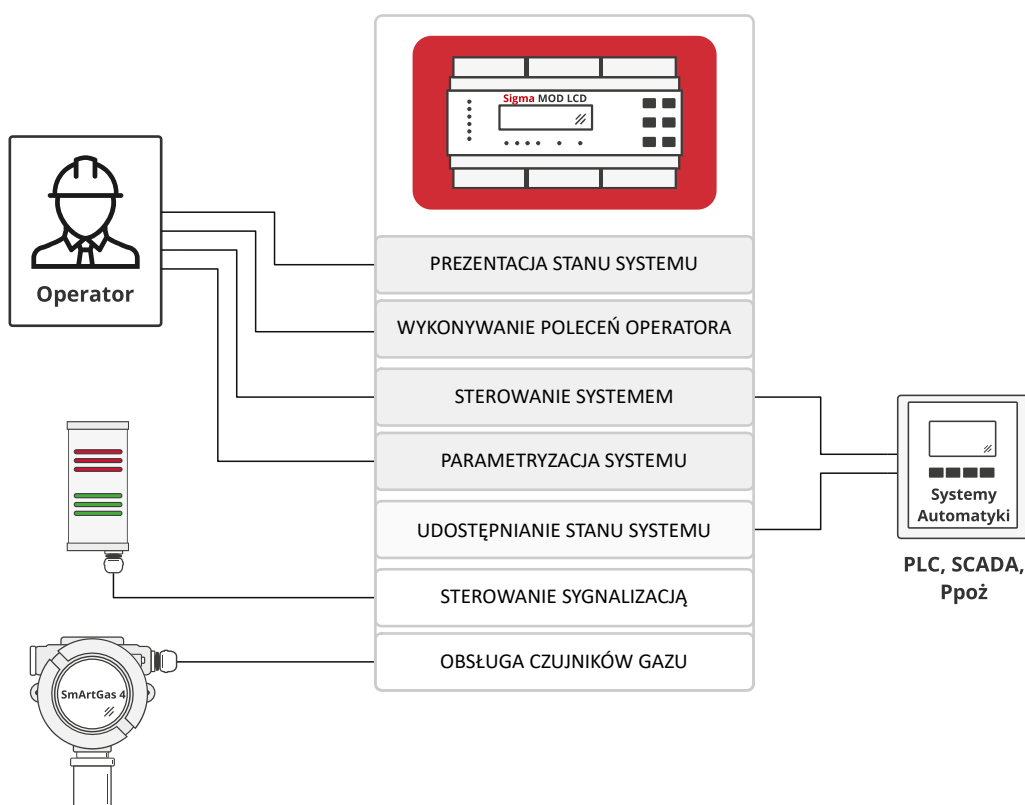 Sigma MOD LCD
Operator
PREZENTACJA STANU SYSTEMU
WYKONYWANIE POLECEŃ OPERATORA
STEROWANIE SYSTEMEM
PARAMETRYZACJA SYSTEMU
UDOSTĘPNIANIE STANU SYSTEMU
STEROWANIE SYGNALIZACJĄ
OBSŁUGA CZUJNIKÓW GAZU
Systemy
Automatyki
PLC, SCADA,
Ppoż
SmArtGas 4